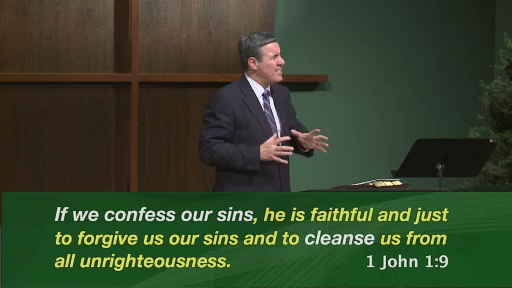 If we confess our sins, he is faithful and just
to forgive us our sins and to cleanse us from
all unrighteousness.
1 John 1:9